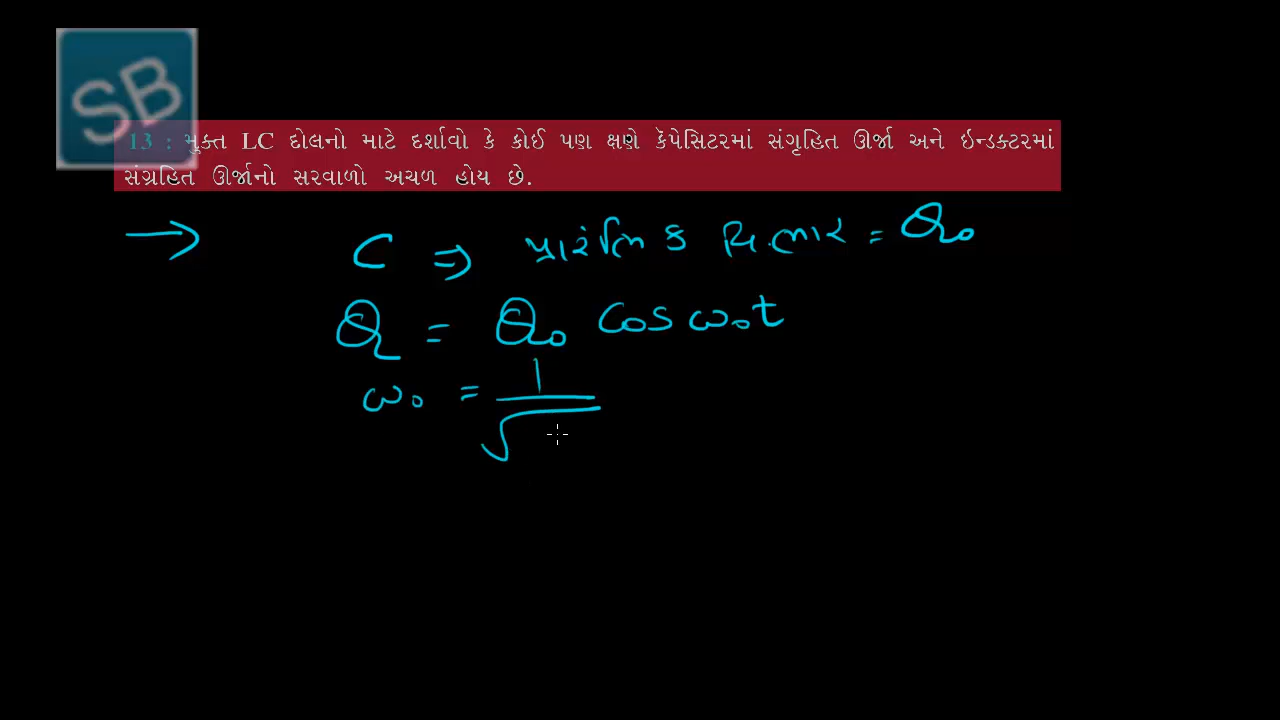 SB
13 : મુક્ત LC દોલનો માટે દર્શાવો કે કોઈ પણ ક્ષણે કૅપેસિટરમાં સંગૃહિત ઊર્જા અને ઇન્ડક્ટરમાં
સંગ્રહિત ઊર્જાનો સરવાળો અચળ હોય છે.
→ C ⇒ પ્રારંભિક = Q₀
Q = Q₀ cos ω₀t
ω₀ = 1/√